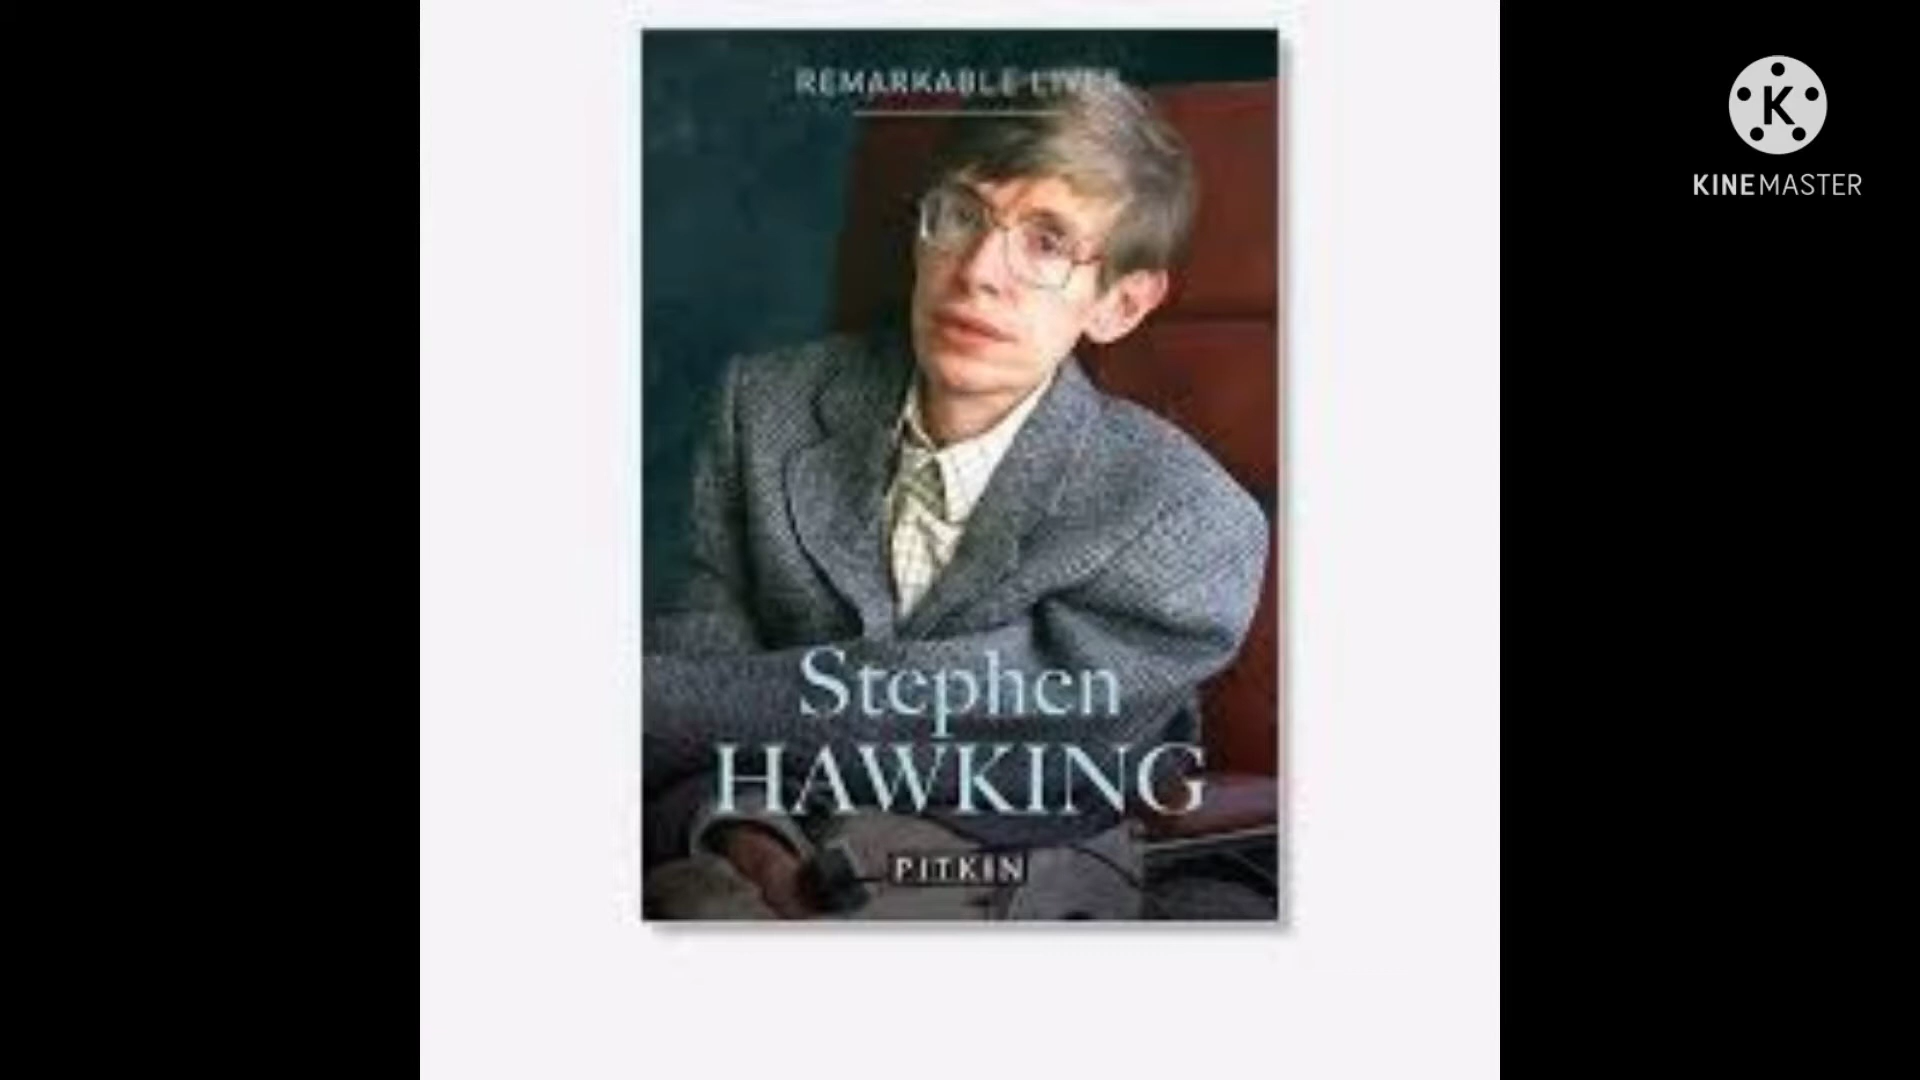 REMARKABLE LIVES
Stephen
HAWKING
PITKIN
K
KINEMASTER